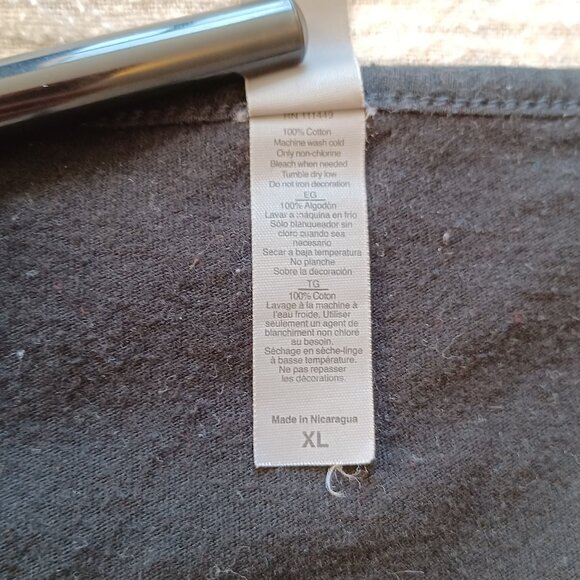 RN 111449
100% Cotton
Machine wash cold
Only non-chlorine
Bleach when needed
Tumble dry low
Do not iron decoration
EG
100% Algodón
Lavar a máquina en frio
Sólo blanqueador sin
cloro cuando sea
necesario
Secar a baja temperatura
No planche
Sobre la décoración
TG
100% Coton
Lavage à la machine à
l'eau froide. Utiliser
seulement un agent de
blanchiment non chloré
au besoin.
Séchage en sèche-linge
à basse température.
Ne pas repasser
les décorations.
Made in Nicaragua
XL